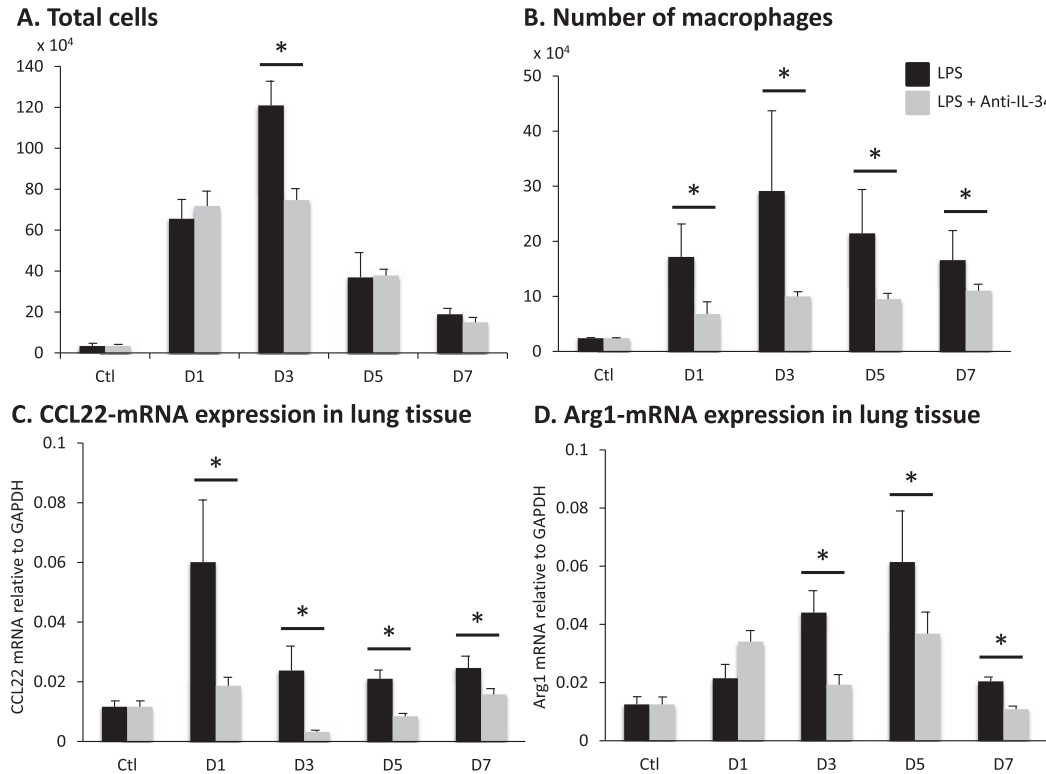 A. Total cells
x 10⁴
140
120
100
80
60
40
20
0
*
Ctl D1 D3 D5 D7
B. Number of macrophages
x 10⁴
50
40
30
20
10
0
* * * *
LPS
LPS + Anti-IL-34
Ctl D1 D3 D5 D7
C. CCL22-mRNA expression in lung tissue
CCL22 mRNA relative to GAPDH
0.1
0.08
0.06
0.04
0.02
0
* * * *
Ctl D1 D3 D5 D7
D. Arg1-mRNA expression in lung tissue
Arg1 mRNA relative to GAPDH
0.1
0.08
0.06
0.04
0.02
0
* * *
Ctl D1 D3 D5 D7